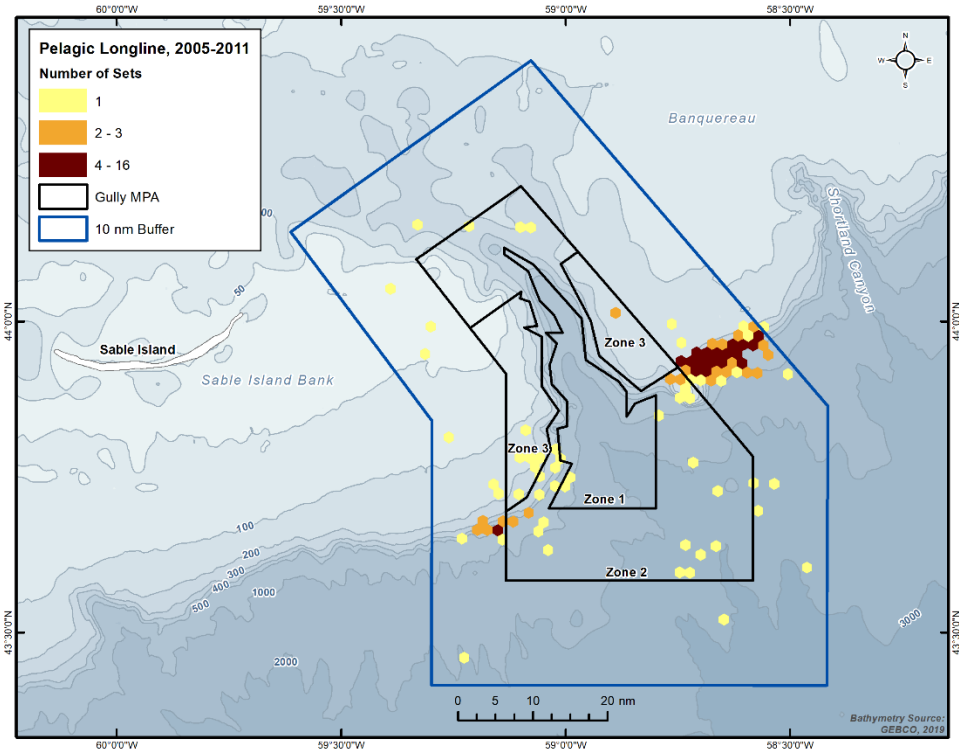 60°0'0"W
59°30'0"W
59°0'0"W
58°30'0"W
Pelagic Longline, 2005-2011
Number of Sets
1
2 - 3
4 - 16
Gully MPA
10 nm Buffer
N
W
E
S
Banquereau
Shortland Canyon
50
44°0'0"N
44°0'0"N
Sable Island
Sable Island Bank
Zone 3
Zone 3
Zone 1
Zone 2
100
200
300
400
500
1000
2000
3000
43°30'0"N
43°30'0"N
0
5
10
20 nm
Bathymetry Source:
GEBCO, 2019
60°0'0"W
59°30'0"W
59°0'0"W
58°30'0"W